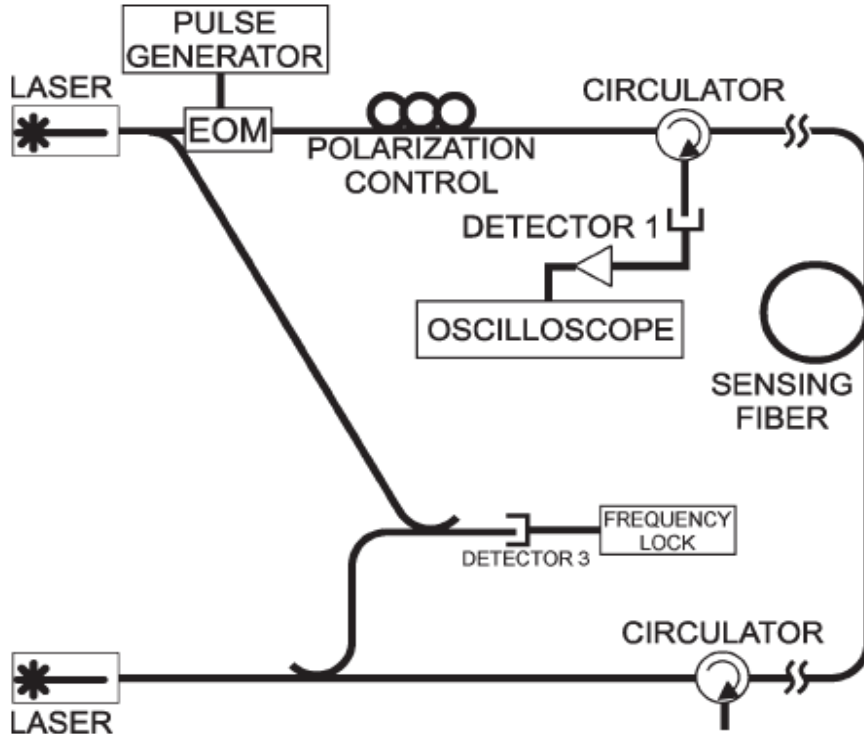 PULSE
GENERATOR
LASER
EOM
POLARIZATION
CONTROL
CIRCULATOR
DETECTOR 1
OSCILLOSCOPE
SENSING
FIBER
FREQUENCY
LOCK
DETECTOR 3
CIRCULATOR
LASER